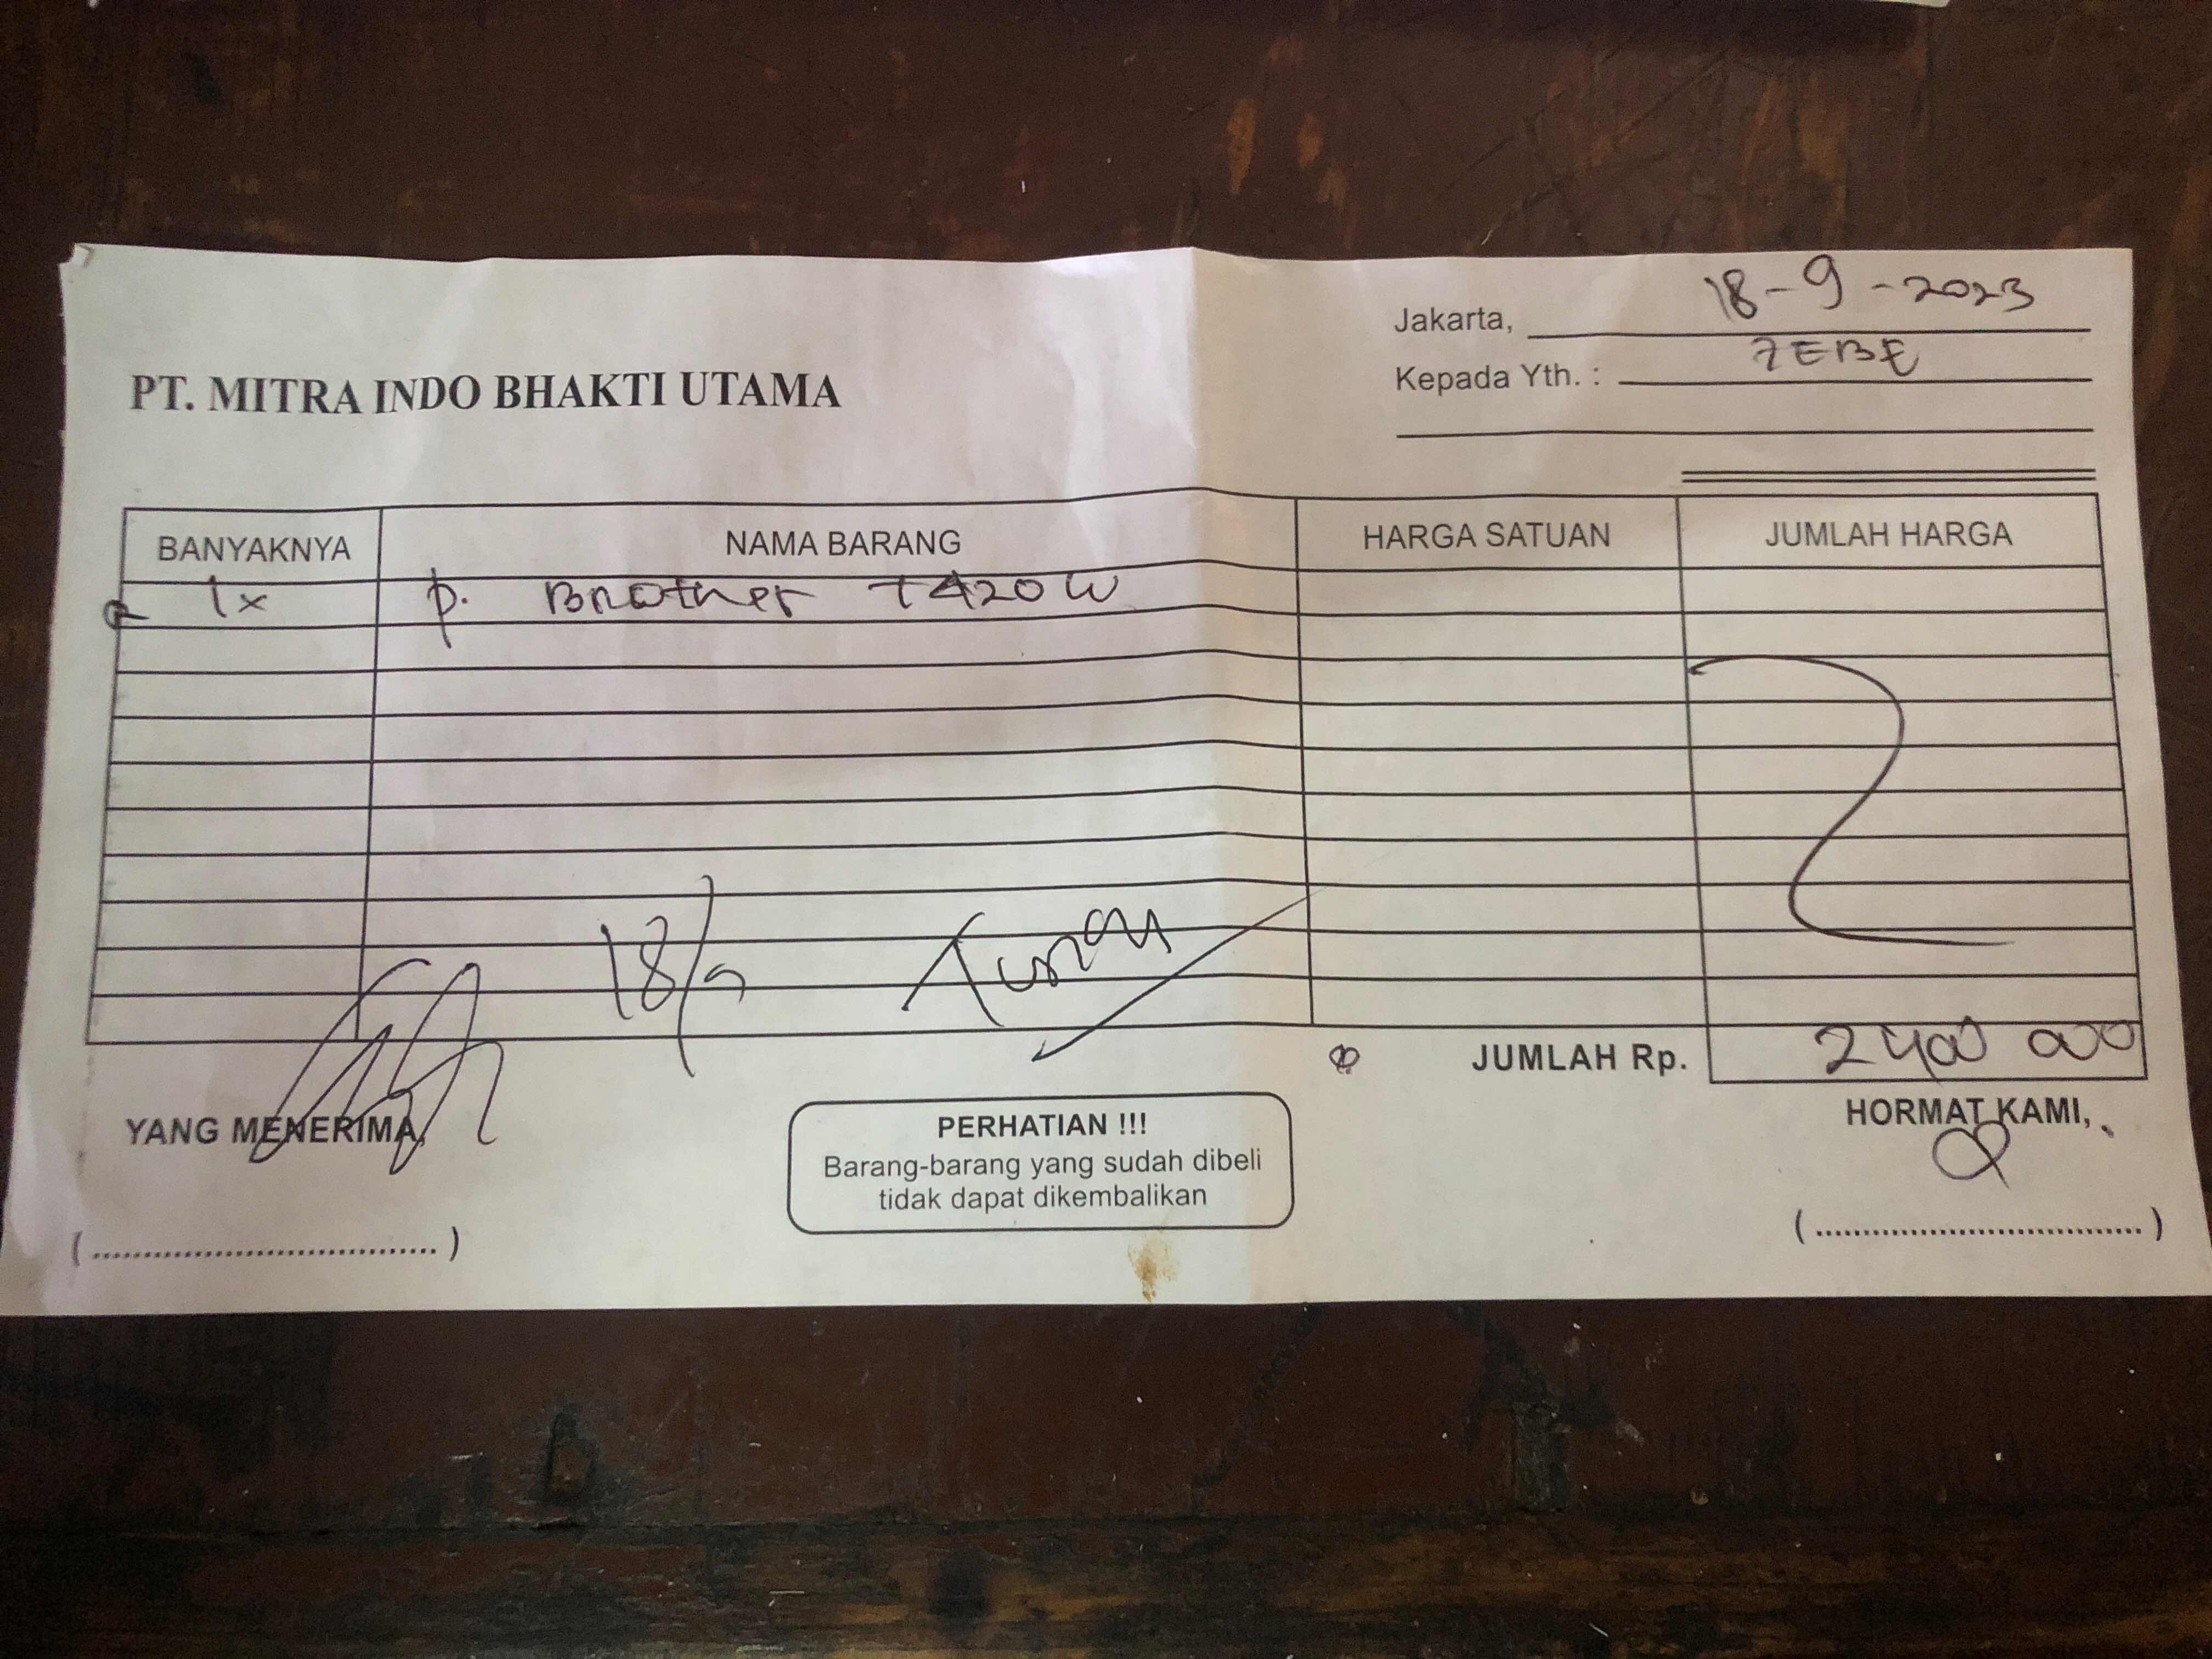 Jakarta, 18-9-2023
Kepada Yth. : ZEBE
PT. MITRA INDO BHAKTI UTAMA
BANYAKNYA NAMA BARANG HARGA SATUAN JUMLAH HARGA
1x p. Brother T420W
18/9 Tunai
JUMLAH Rp. 2400 000
YANG MENERIMA,
PERHATIAN !!!
Barang-barang yang sudah dibeli
tidak dapat dikembalikan
HORMAT KAMI,
(....................................)
(....................................)